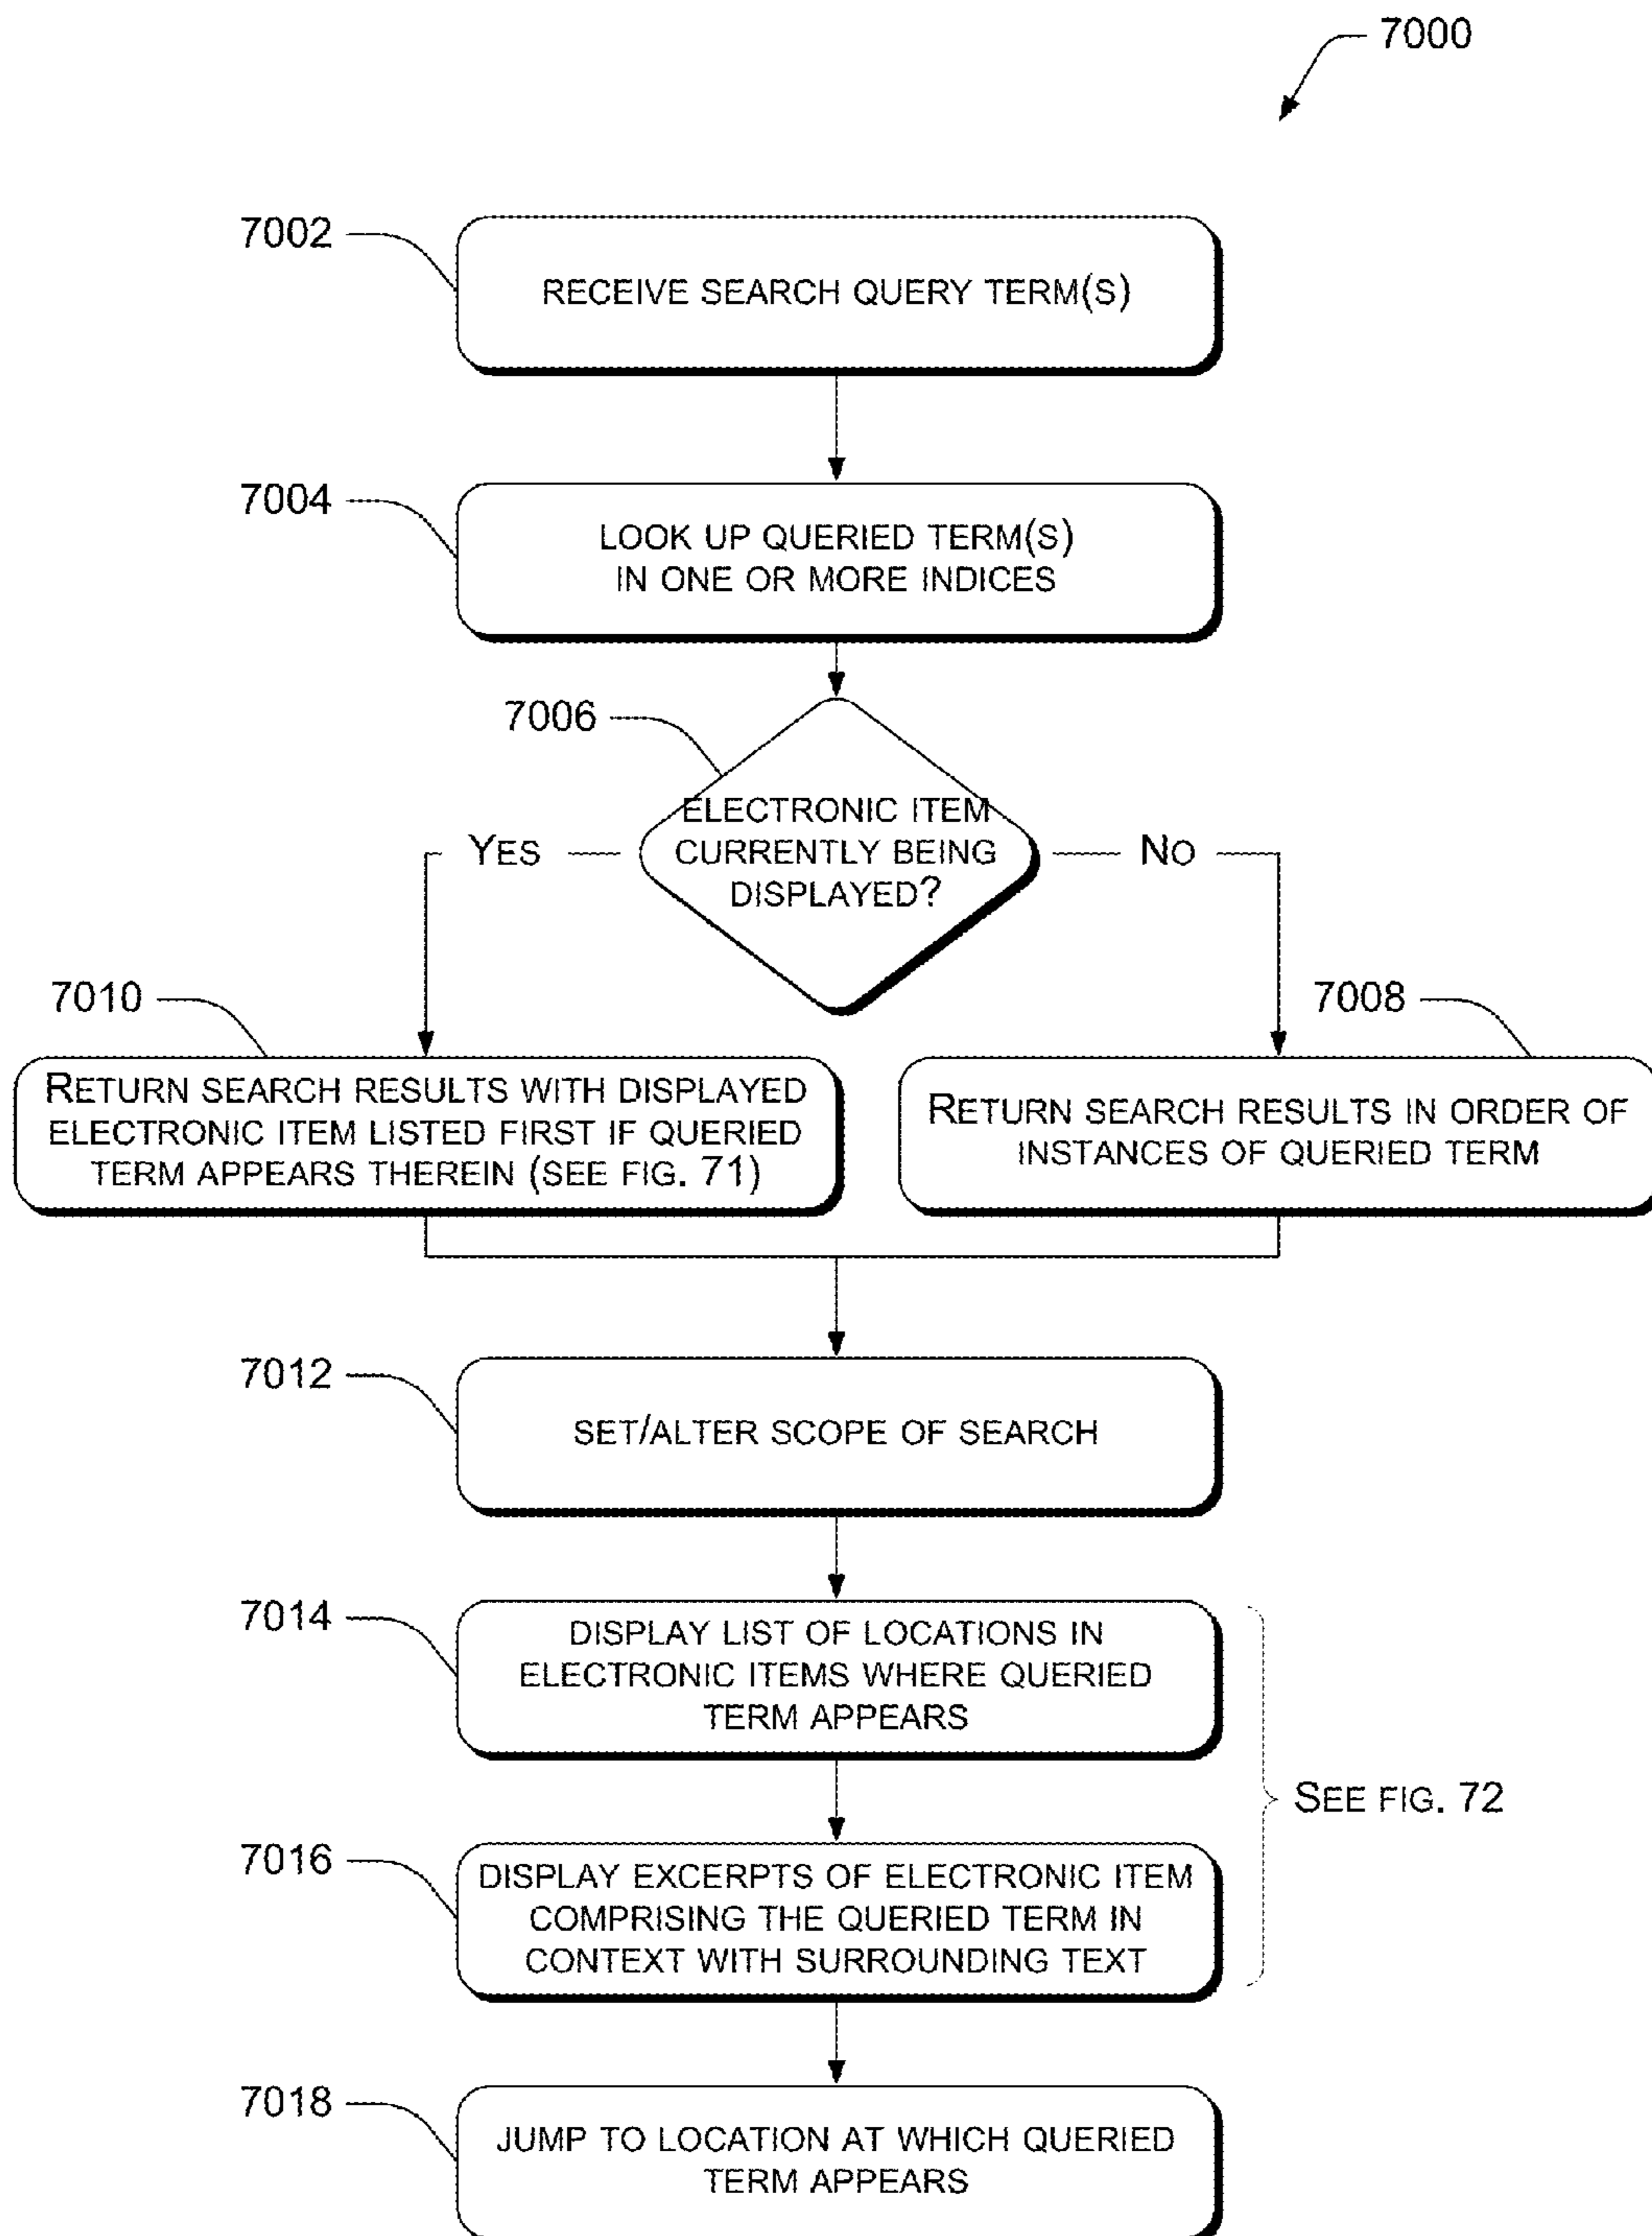 7000
7002
RECEIVE SEARCH QUERY TERM(S)
7004
LOOK UP QUERIED TERM(S)
IN ONE OR MORE INDICES
7006
ELECTRONIC ITEM
CURRENTLY BEING
DISPLAYED?
YES
NO
7010
RETURN SEARCH RESULTS WITH DISPLAYED
ELECTRONIC ITEM LISTED FIRST IF QUERIED
TERM APPEARS THEREIN (SEE FIG. 71)
7008
RETURN SEARCH RESULTS IN ORDER OF
INSTANCES OF QUERIED TERM
7012
SET/ALTER SCOPE OF SEARCH
7014
DISPLAY LIST OF LOCATIONS IN
ELECTRONIC ITEMS WHERE QUERIED
TERM APPEARS
SEE FIG. 72
7016
DISPLAY EXCERPTS OF ELECTRONIC ITEM
COMPRISING THE QUERIED TERM IN
CONTEXT WITH SURROUNDING TEXT
7018
JUMP TO LOCATION AT WHICH QUERIED
TERM APPEARS